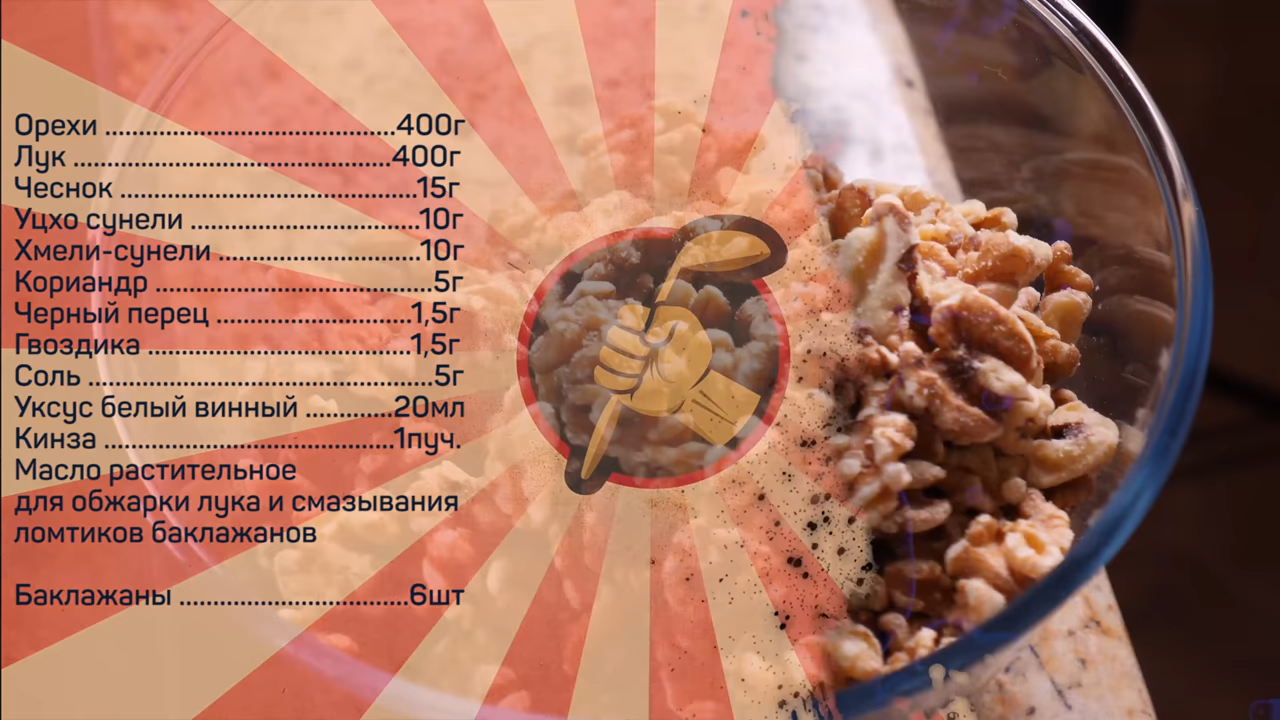 Орехи ............................................400г
Лук ................................................400г
Чеснок .............................................15г
Уцхо сунели ...................................10г
Хмели-сунели ...............................10г
Кориандр ..........................................5г
Черный перец .............................1,5г
Гвоздика .......................................1,5г
Соль ....................................................5г
Уксус белый винный .............20мл
Кинза ...........................................1пуч.
Масло растительное
для обжарки лука и смазывания
ломтиков баклажанов
Баклажаны ...................................6шт